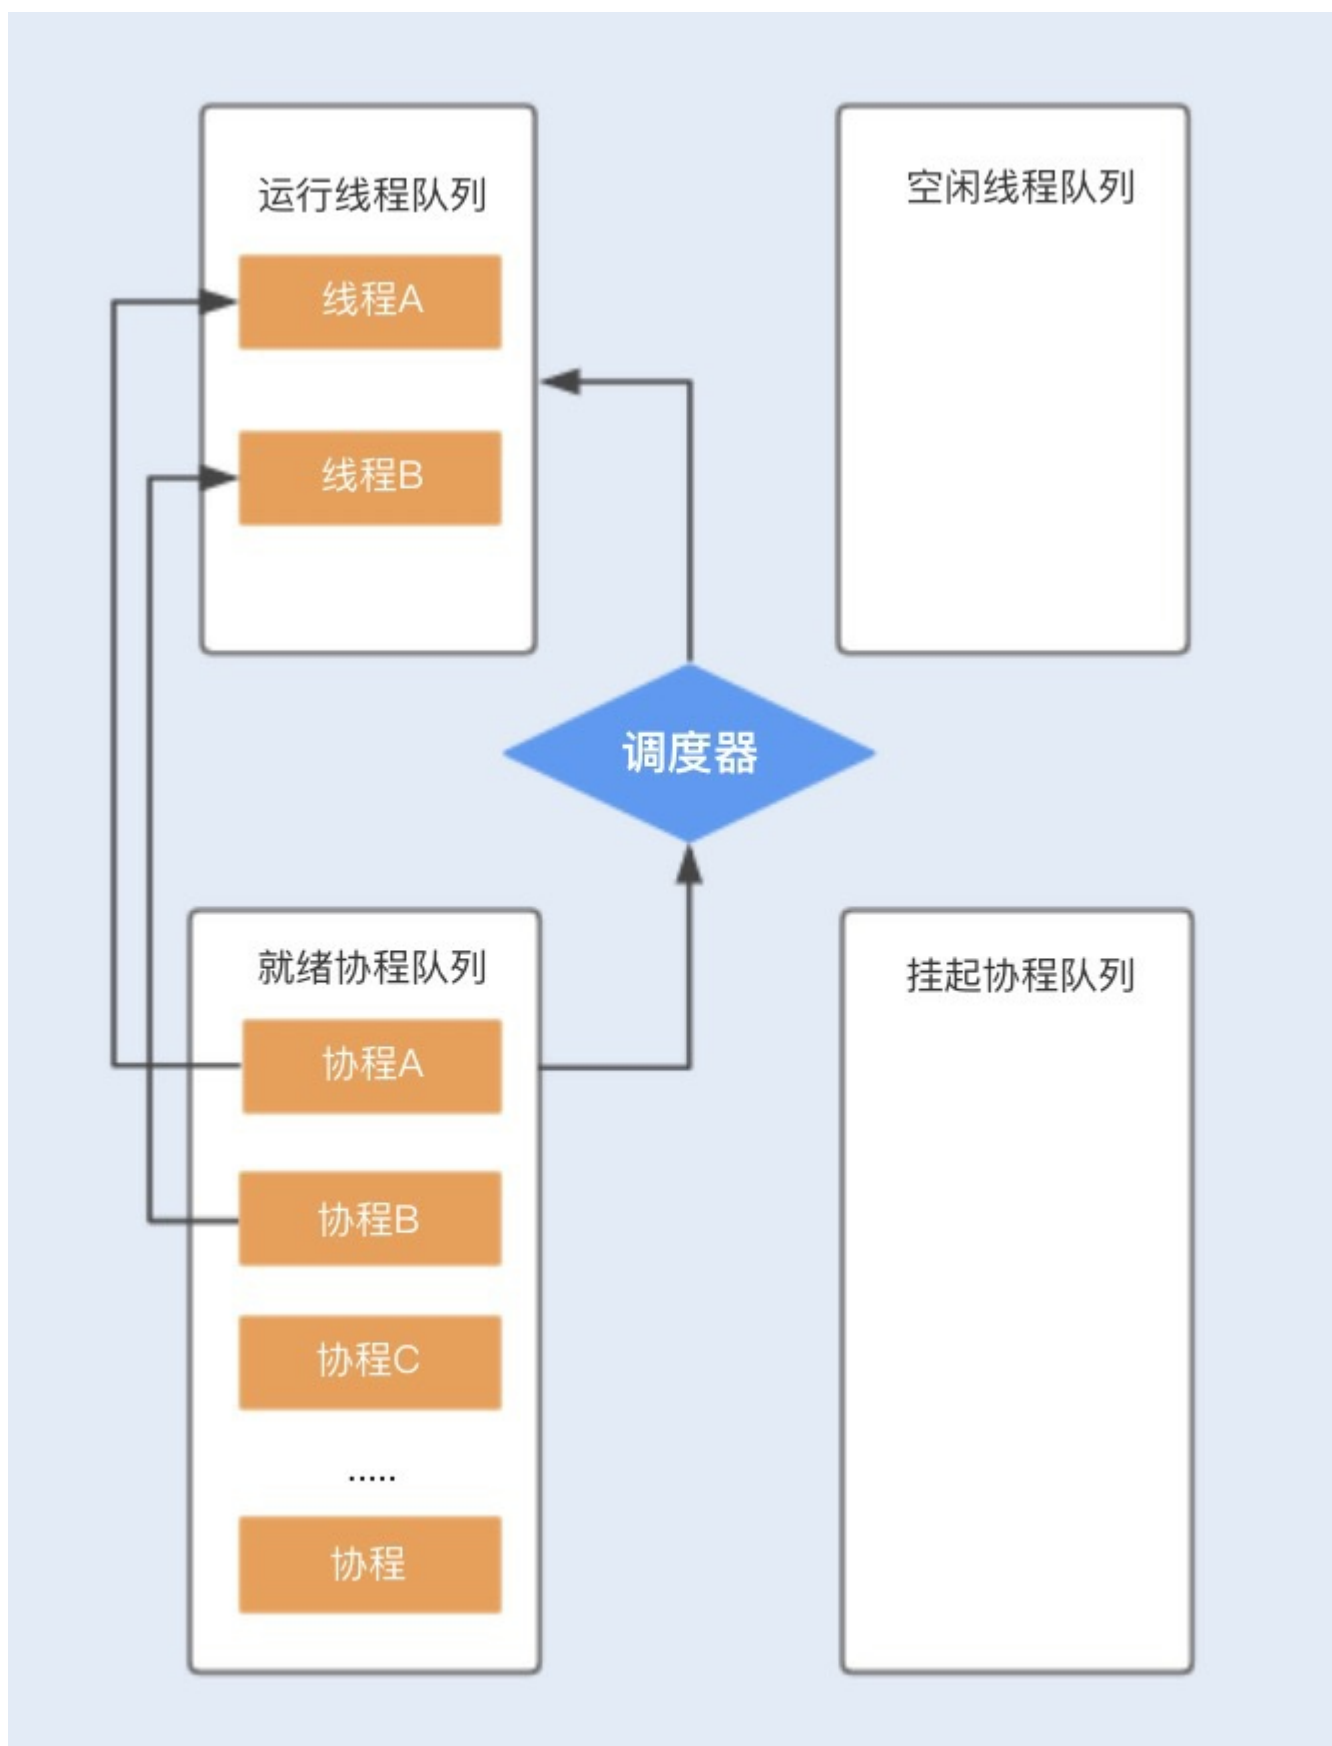 运行线程队列
线程A
线程B
空闲线程队列
调度器
就绪协程队列
协程A
协程B
协程C
.....
协程
挂起协程队列